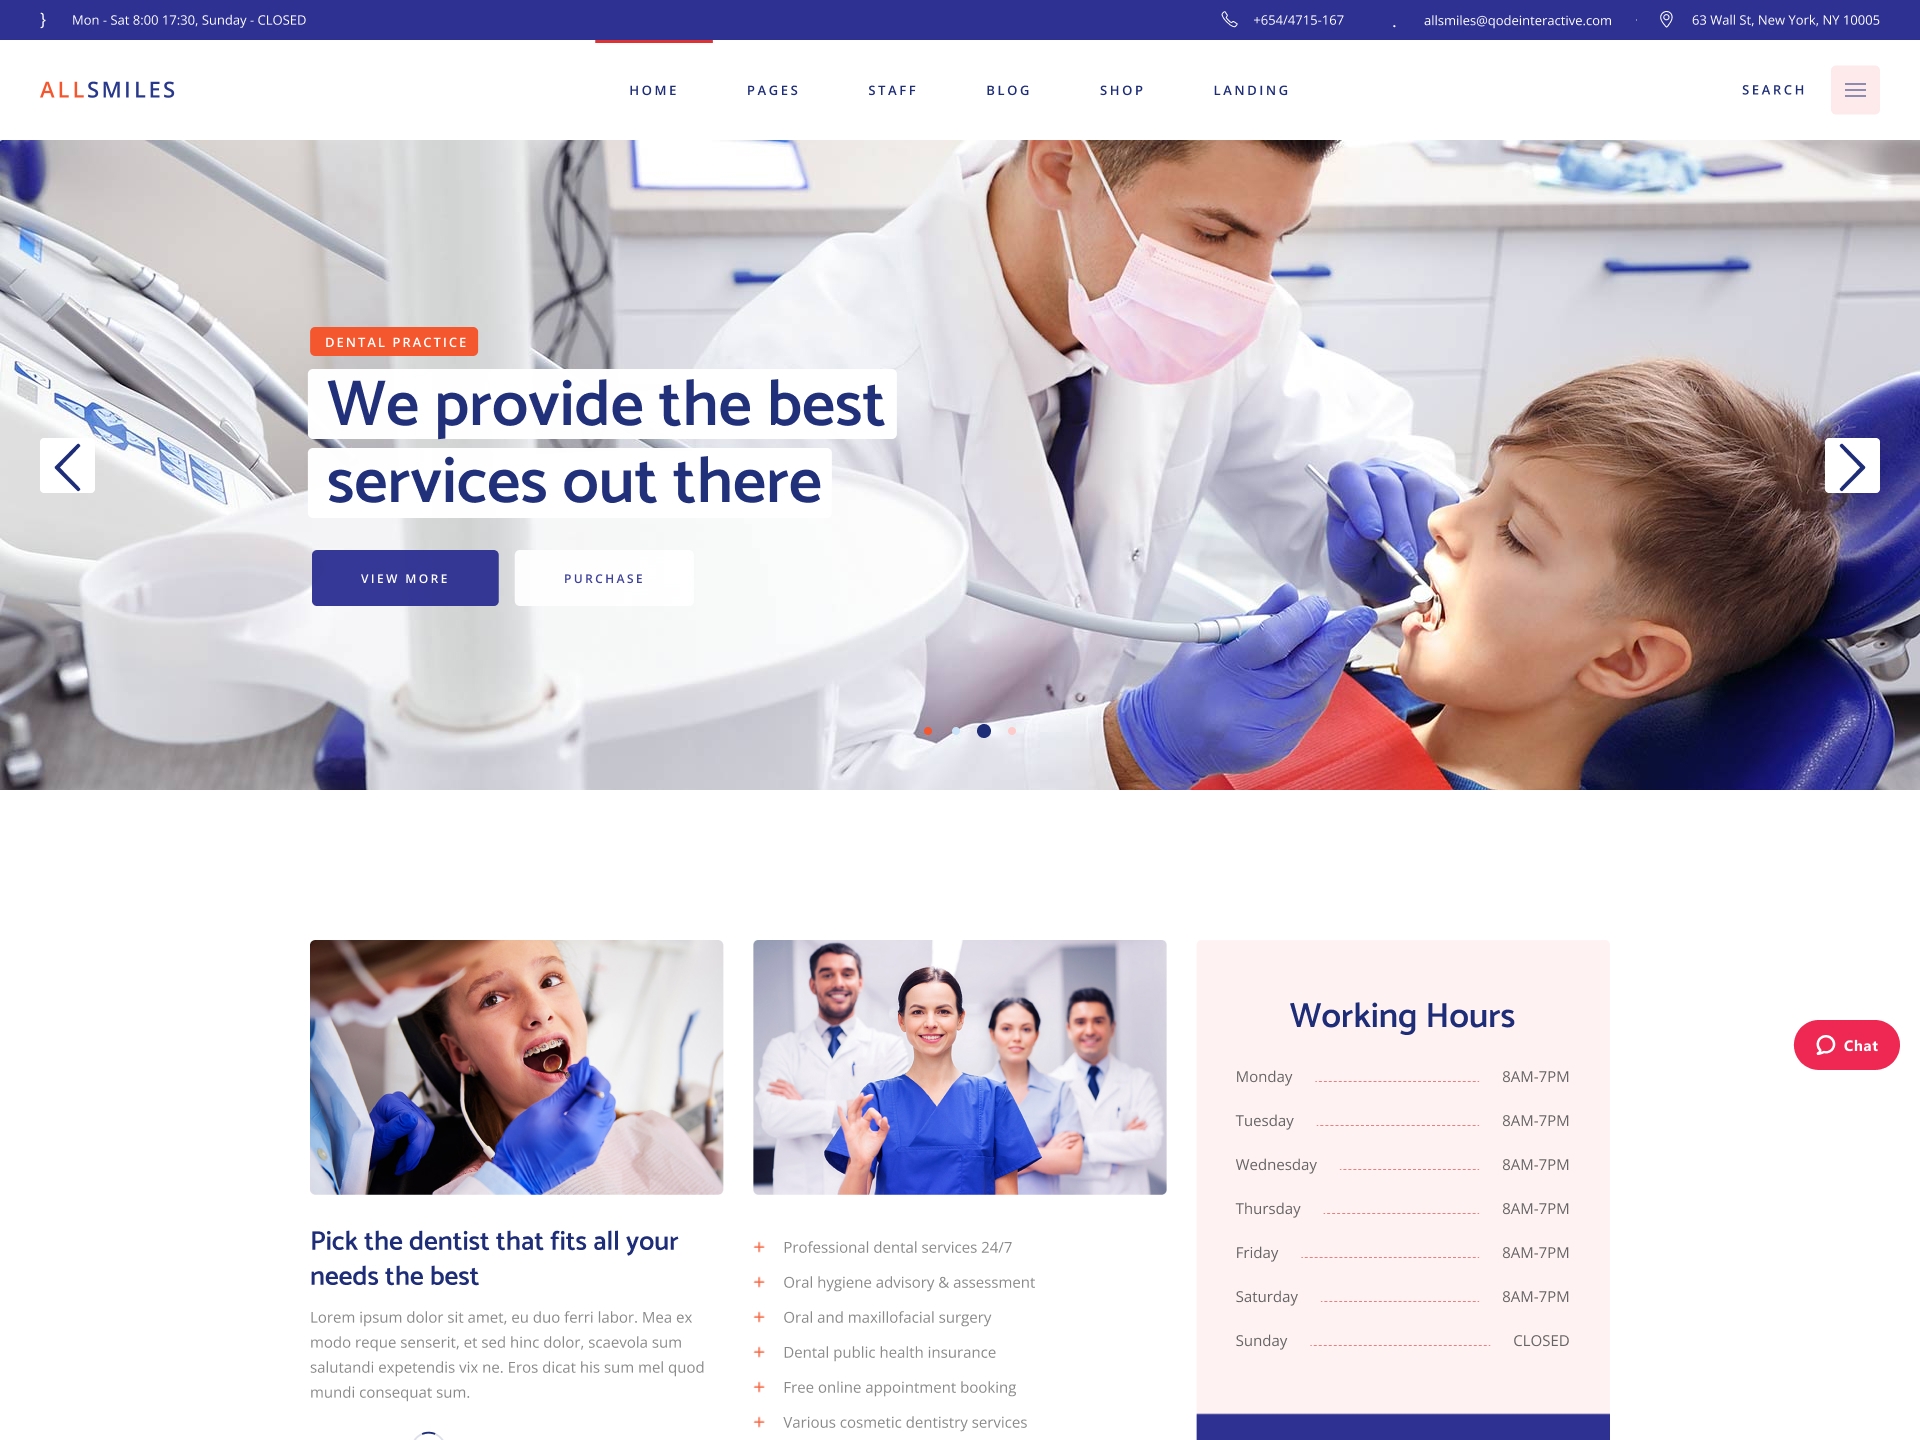 } Mon - Sat 8:00 17:30, Sunday - CLOSED
+654/4715-167
allsmiles@qodeinteractive.com
63 Wall St, New York, NY 10005
ALLSMILES
HOME PAGES STAFF BLOG SHOP LANDING
SEARCH
DENTAL PRACTICE
We provide the best
services out there
VIEW MORE
PURCHASE
Pick the dentist that fits all your
needs the best
Lorem ipsum dolor sit amet, eu duo ferri labor. Mea ex
modo reque senserit, et sed hinc dolor, scaevola sum
salutandi expetendis vix ne. Eros dicat his sum mel quod
mundi consequat sum.
Professional dental services 24/7
Oral hygiene advisory & assessment
Oral and maxillofacial surgery
Dental public health insurance
Free online appointment booking
Various cosmetic dentistry services
Working Hours
Monday 8AM-7PM
Tuesday 8AM-7PM
Wednesday 8AM-7PM
Thursday 8AM-7PM
Friday 8AM-7PM
Saturday 8AM-7PM
Sunday CLOSED
Chat